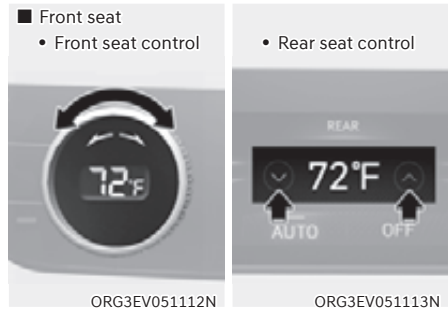 ■ Front seat
• Front seat control
• Rear seat control
72°F
REAR
72°F
AUTO
OFF
ORG3EV051112N
ORG3EV051113N